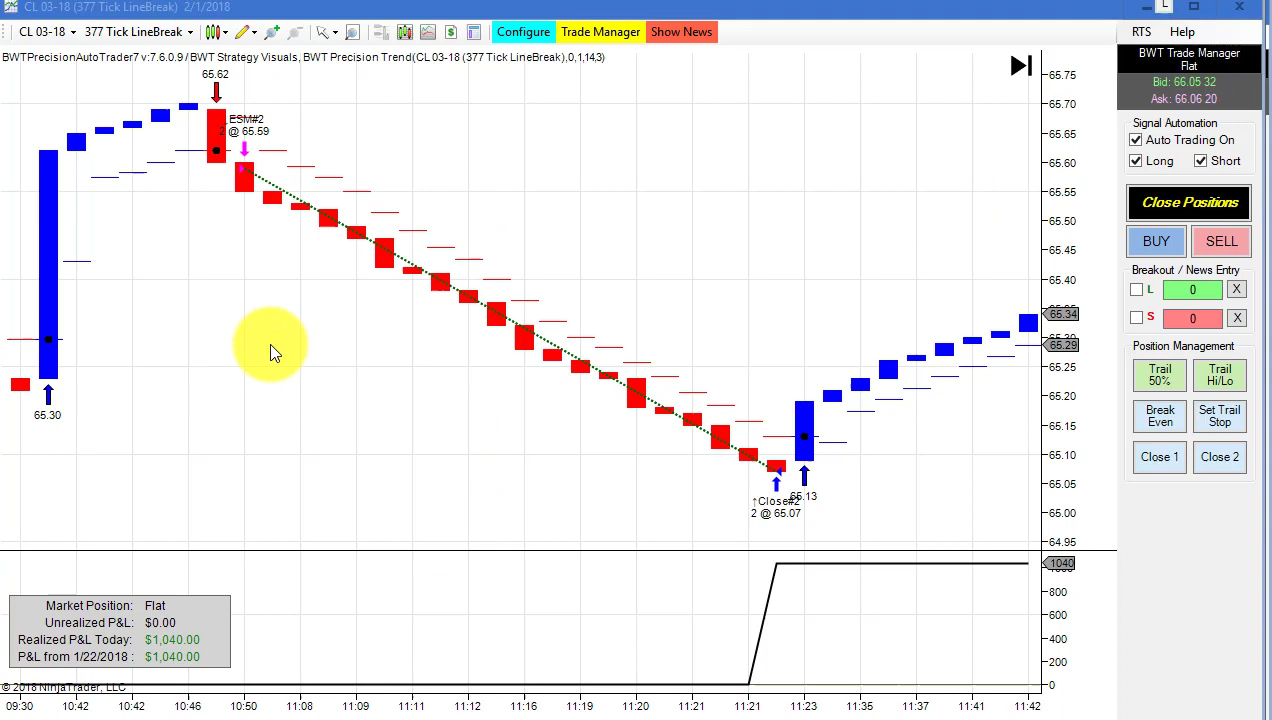 CL 03-18 (377 Tick LineBreak) 2/1/2018
L
CL 03-18 377 Tick LineBreak Configure Trade Manager Show News RTS Help
BWTPrecisionAutoTrader7 v:7.6.0.9 / BWT Strategy Visuals, BWT Precision Trend(CL 03-18 (377 Tick LineBreak),0,1,14,3)
65.62
ESM#2
2 @ 65.59
65.30
↑Close#2
2 @ 65.07
65.13
65.75
65.70
65.65
65.60
65.55
65.50
65.45
65.40
65.34
65.30
65.29
65.25
65.20
65.15
65.10
65.05
65.00
64.95
1040
800
600
400
200
0
Market Position: Flat
Unrealized P&L: $0.00
Realized P&L Today: $1,040.00
P&L from 1/22/2018 : $1,040.00
© 2018 NinjaTrader, LLC
09:30 10:42 10:42 10:46 10:50 11:08 11:08 11:16 11:17 11:20 11:20 11:20 11:21 11:21 11:23 11:36 11:37 11:41 11:42
BWT Trade Manager
Flat
Bid: 66.05 32
Ask: 66.06 20
Signal Automation
Auto Trading On
Long Short
Close Positions
BUY SELL
Breakout / News Entry
L 0 X
S 0 X
Position Management
Trail 50%
Trail Hi/Lo
Break Even
Set Trail Stop
Close 1 Close 2